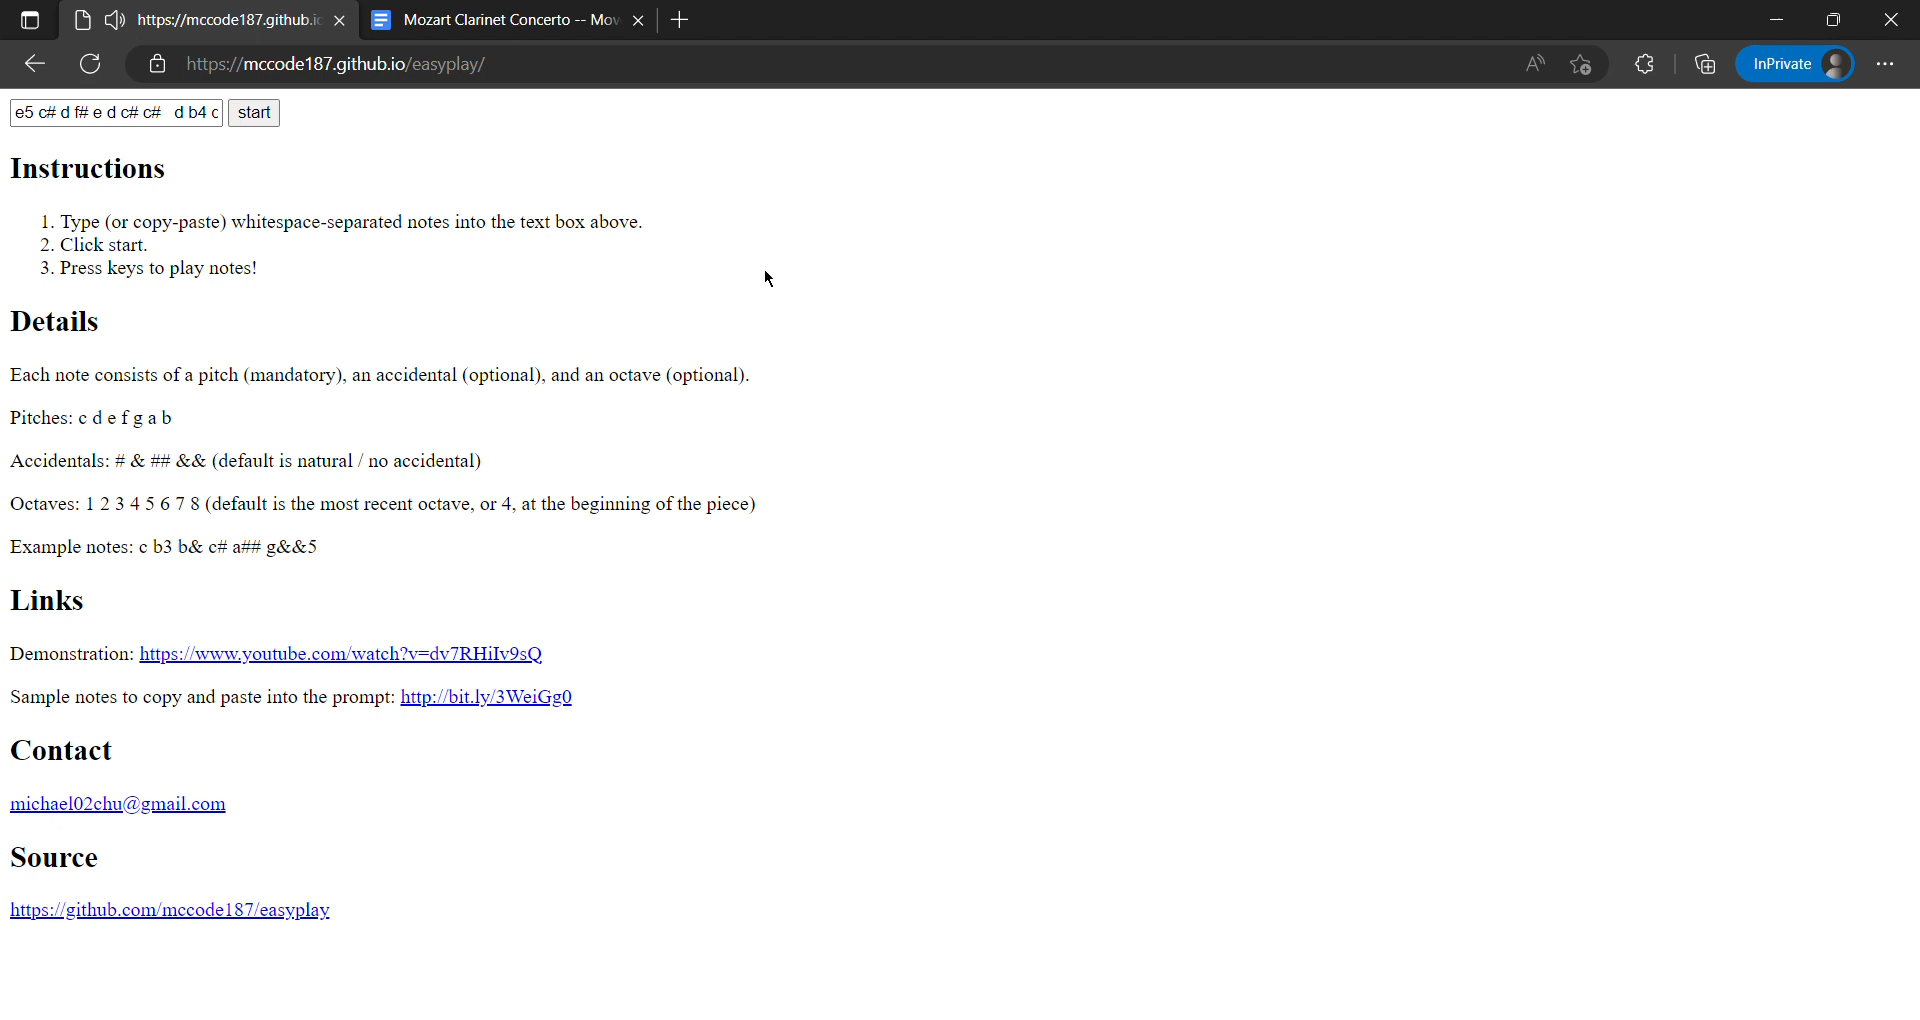 https://mccode187.github.io
Mozart Clarinet Concerto -- Mov
https://mccode187.github.io/easyplay/
InPrivate
e5 c# d f# e d c# c#   d b4 c
start
Instructions
1. Type (or copy-paste) whitespace-separated notes into the text box above.
2. Click start.
3. Press keys to play notes!
Details
Each note consists of a pitch (mandatory), an accidental (optional), and an octave (optional).
Pitches: c d e f g a b
Accidentals: # & ## && (default is natural / no accidental)
Octaves: 1 2 3 4 5 6 7 8 (default is the most recent octave, or 4, at the beginning of the piece)
Example notes: c b3 b& c# a## g&&5
Links
Demonstration: https://www.youtube.com/watch?v=dv7RHiIv9sQ
Sample notes to copy and paste into the prompt: http://bit.ly/3WeiGg0
Contact
michael02chu@gmail.com
Source
https://github.com/mccode187/easyplay